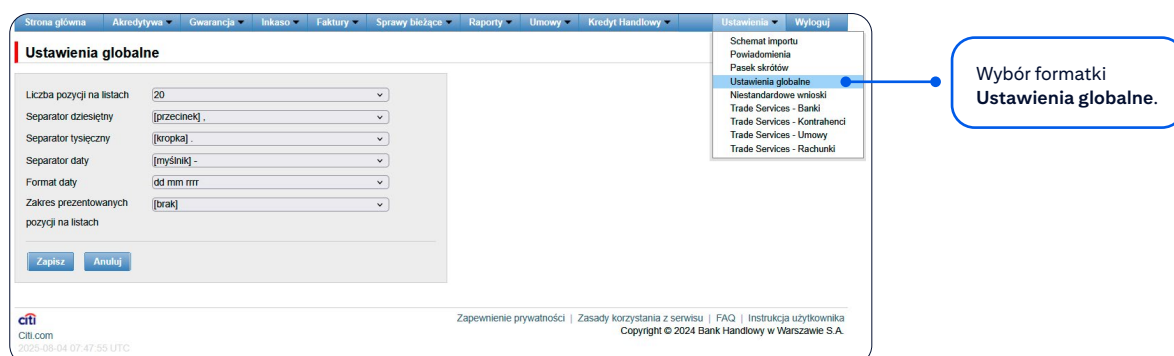 Strona główna Akredytywa Gwarancja Inkaso Faktury Sprawy bieżące Raporty Umowy Kredyt Handlowy Ustawienia Wyloguj
Ustawienia globalne
Liczba pozycji na listach 20
Separator dziesiętny [przecinek] ,
Separator tysięczny [kropka] .
Separator daty [myślnik] -
Format daty dd mm rrrr
Zakres prezentowanych [brak]
pozycji na listach
Zapisz Anuluj
Schemat importu
Powiadomienia
Pasek skrótów
Ustawienia globalne
Niestandardowe wnioski
Trade Services - Banki
Trade Services - Kontrahenci
Trade Services - Umowy
Trade Services - Rachunki
Wybór formatki
Ustawienia globalne.
citi
Citi.com
2025-08-04 07:47:55 UTC
Zapewnienie prywatności | Zasady korzystania z serwisu | FAQ | Instrukcja użytkownika
Copyright © 2024 Bank Handlowy w Warszawie S.A.